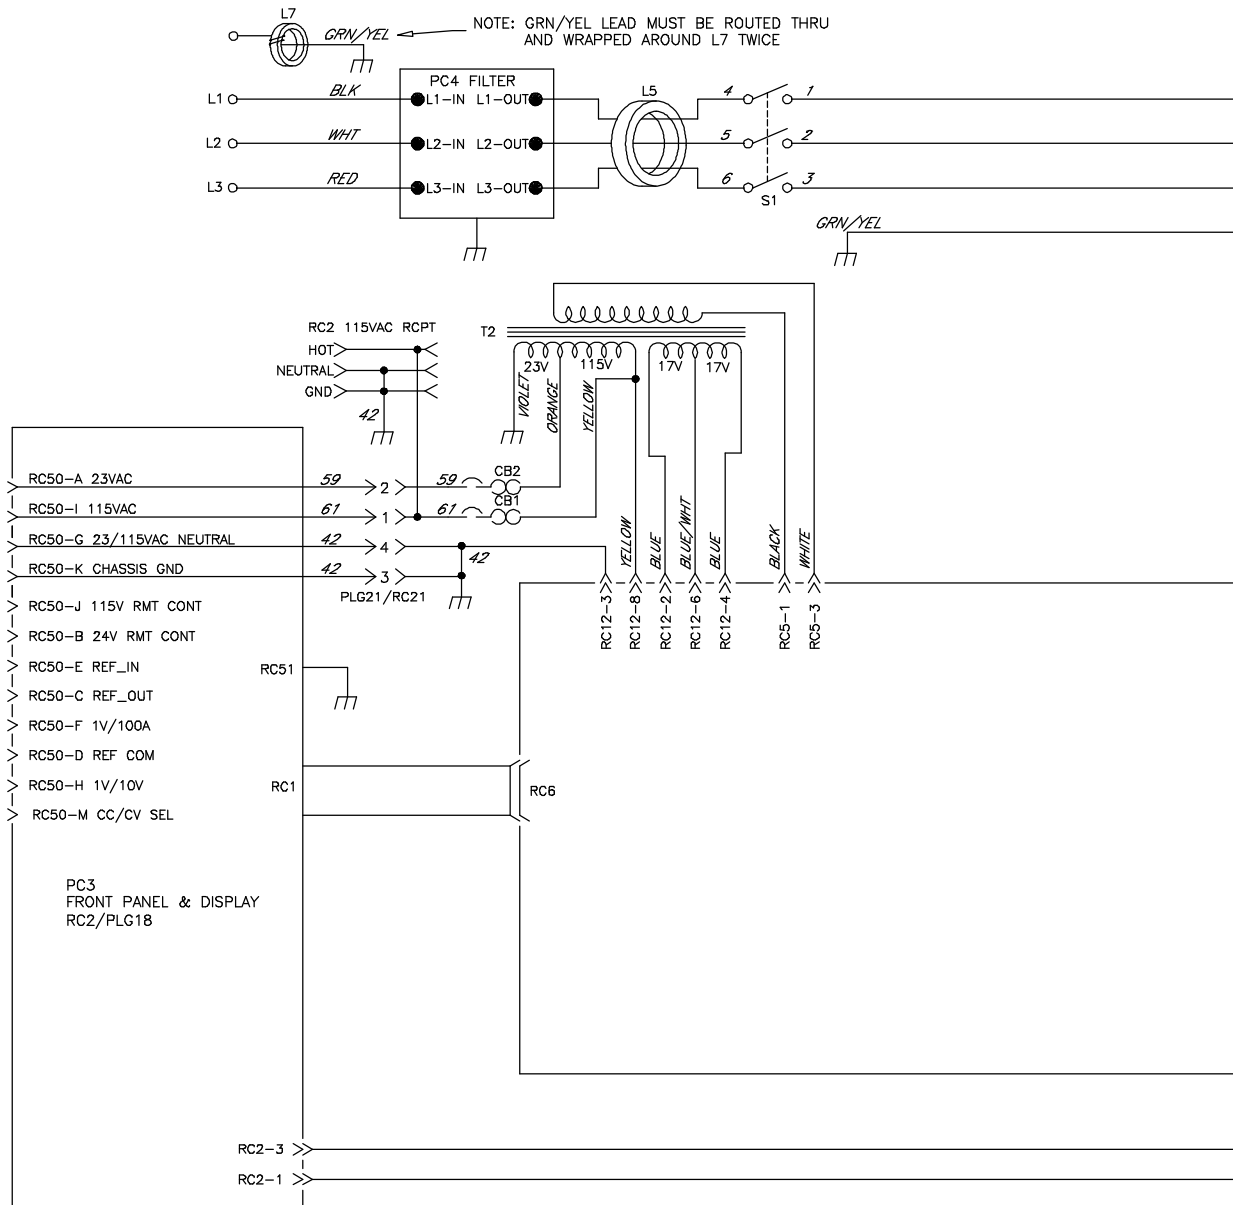 L7
GRN/YEL
NOTE: GRN/YEL LEAD MUST BE ROUTED THRU
AND WRAPPED AROUND L7 TWICE
PC4 FILTER
L1
BLK
L1-IN L1-OUT
L5
4
1
L2
WHT
L2-IN L2-OUT
5
2
L3
RED
L3-IN L3-OUT
6
3
S1
GRN/YEL
RC2 115VAC RCPT
T2
HOT
NEUTRAL
GND
42
23V
115V
17V
17V
VIOLET
ORANGE
YELLOW
RC50-A 23VAC
59
2
59
CB2
RC50-I 115VAC
61
1
61
CB1
RC50-G 23/115VAC NEUTRAL
42
4
42
RC50-K CHASSIS GND
42
3
PLG21/RC21
YELLOW
BLUE
BLUE/WHT
BLUE
BLACK
WHITE
RC12-3
RC12-8
RC12-2
RC12-6
RC12-4
RC5-1
RC5-3
RC50-J 115V RMT CONT
RC50-B 24V RMT CONT
RC50-E REF_IN
RC51
RC50-C REF_OUT
RC50-F 1V/100A
RC50-D REF COM
RC50-H 1V/10V
RC1
RC6
RC50-M CC/CV SEL
PC3
FRONT PANEL & DISPLAY
RC2/PLG18
RC2-3
RC2-1